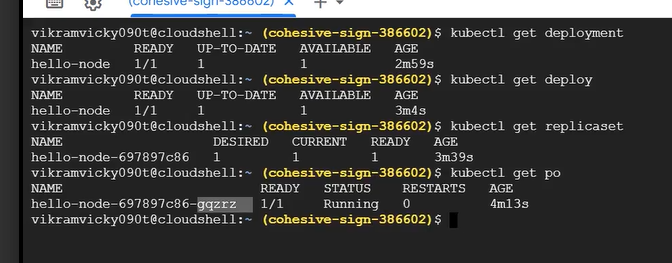 (cohesive-sign-386602) ×
vikramvicky090t@cloudshell:~ (cohesive-sign-386602)$ kubectl get deployment
NAME READY UP-TO-DATE AVAILABLE AGE
hello-node 1/1 1 1 2m59s
vikramvicky090t@cloudshell:~ (cohesive-sign-386602)$ kubectl get deploy
NAME READY UP-TO-DATE AVAILABLE AGE
hello-node 1/1 1 1 3m4s
vikramvicky090t@cloudshell:~ (cohesive-sign-386602)$ kubectl get replicaset
NAME DESIRED CURRENT READY AGE
hello-node-697897c86 1 1 1 3m39s
vikramvicky090t@cloudshell:~ (cohesive-sign-386602)$ kubectl get po
NAME READY STATUS RESTARTS AGE
hello-node-697897c86-gqzrz 1/1 Running 0 4m13s
vikramvicky090t@cloudshell:~ (cohesive-sign-386602)$